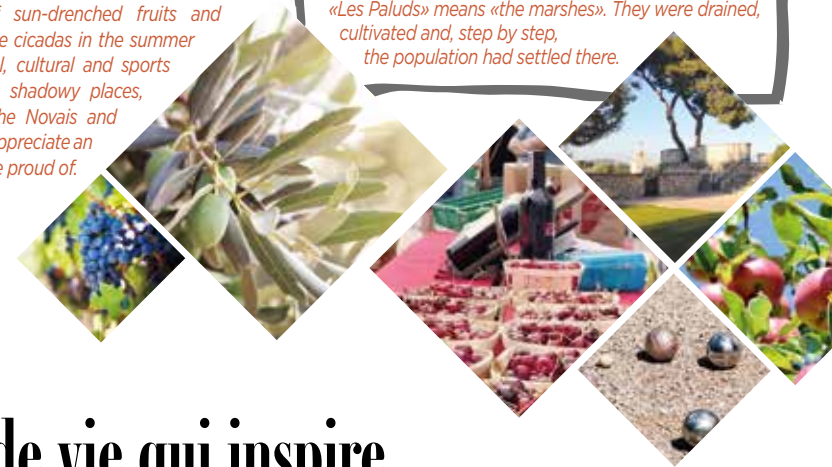 sun-drenched fruits and
cicadas in the summer
cultural and sports
shadowy places,
Novais and
appreciate an
proud of.
«Les Paluds» means «the marshes». They were drained,
cultivated and, step by step,
the population had settled there.
de vie qui inspire